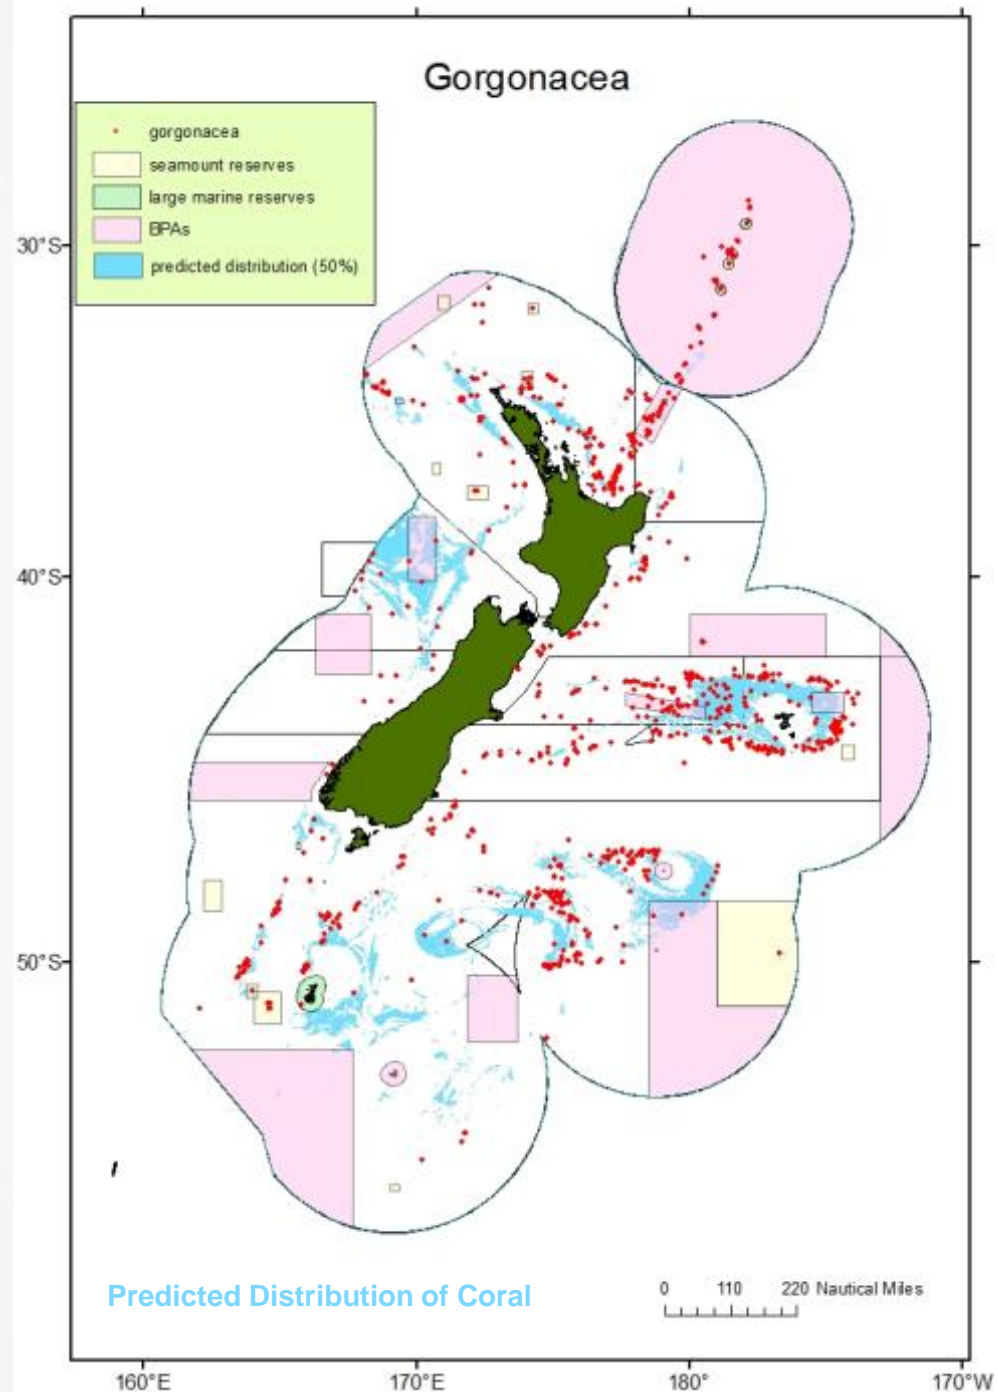 Gorgonacea
gorgonacea
seamount reserves
large marine reserves
BPAs
predicted distribution (50%)
30°S
40°S
50°S
Predicted Distribution of Coral
0 110 220 Nautical Miles
160°E 170°E 180° 170°W